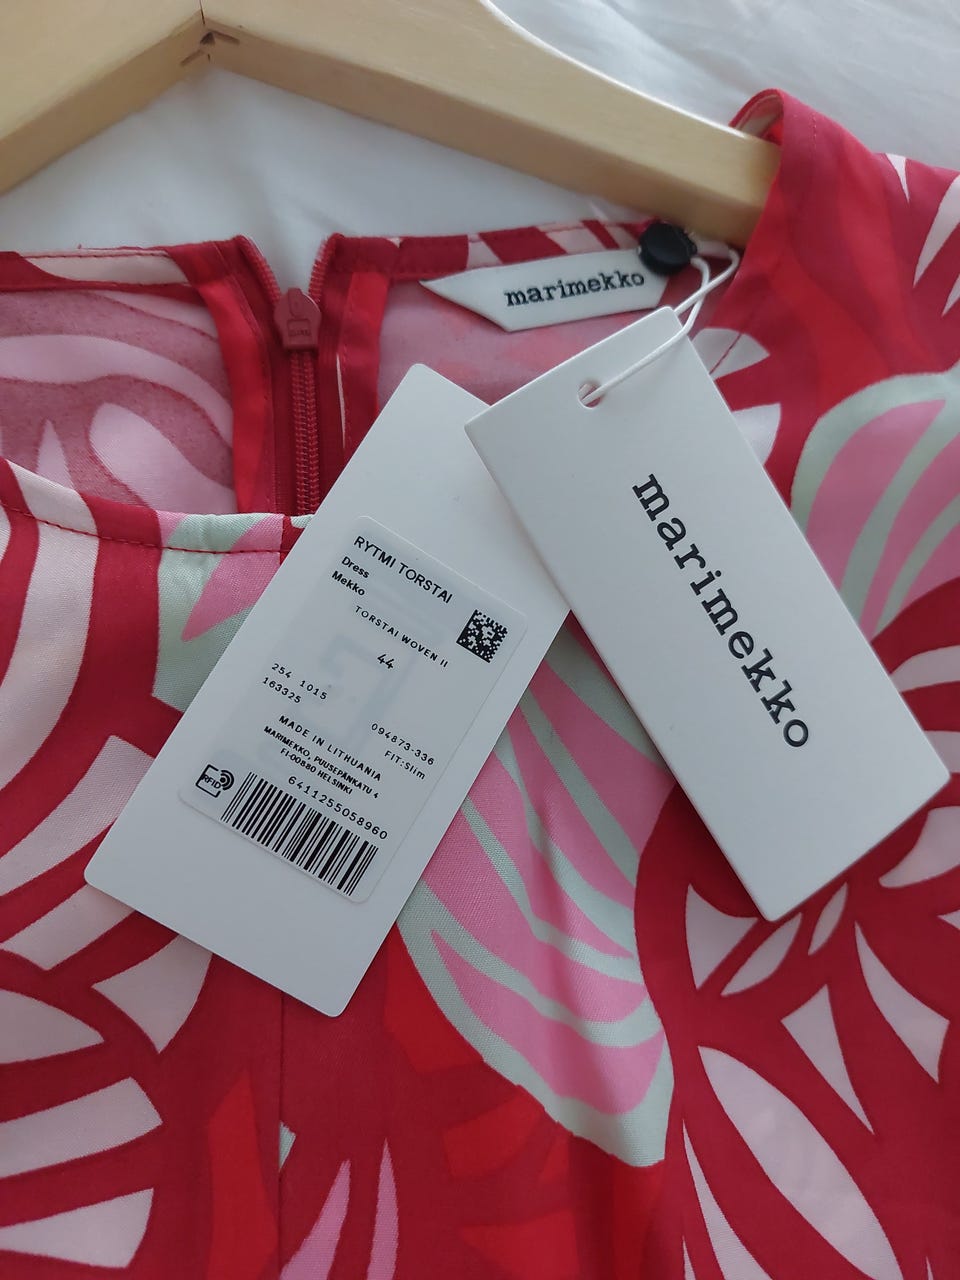 marimekko
marimekko
RYTMI TORSTAI
Dress
Mekko
TORSTAI WOVEN II
44
254 1015
163325
094873-336
FIT:Slim
MADE IN LITHUANIA
MARIMEKKO, PUUSEPÄNKATU 4
FI-00880 HELSINKI
RFID
6411255058960